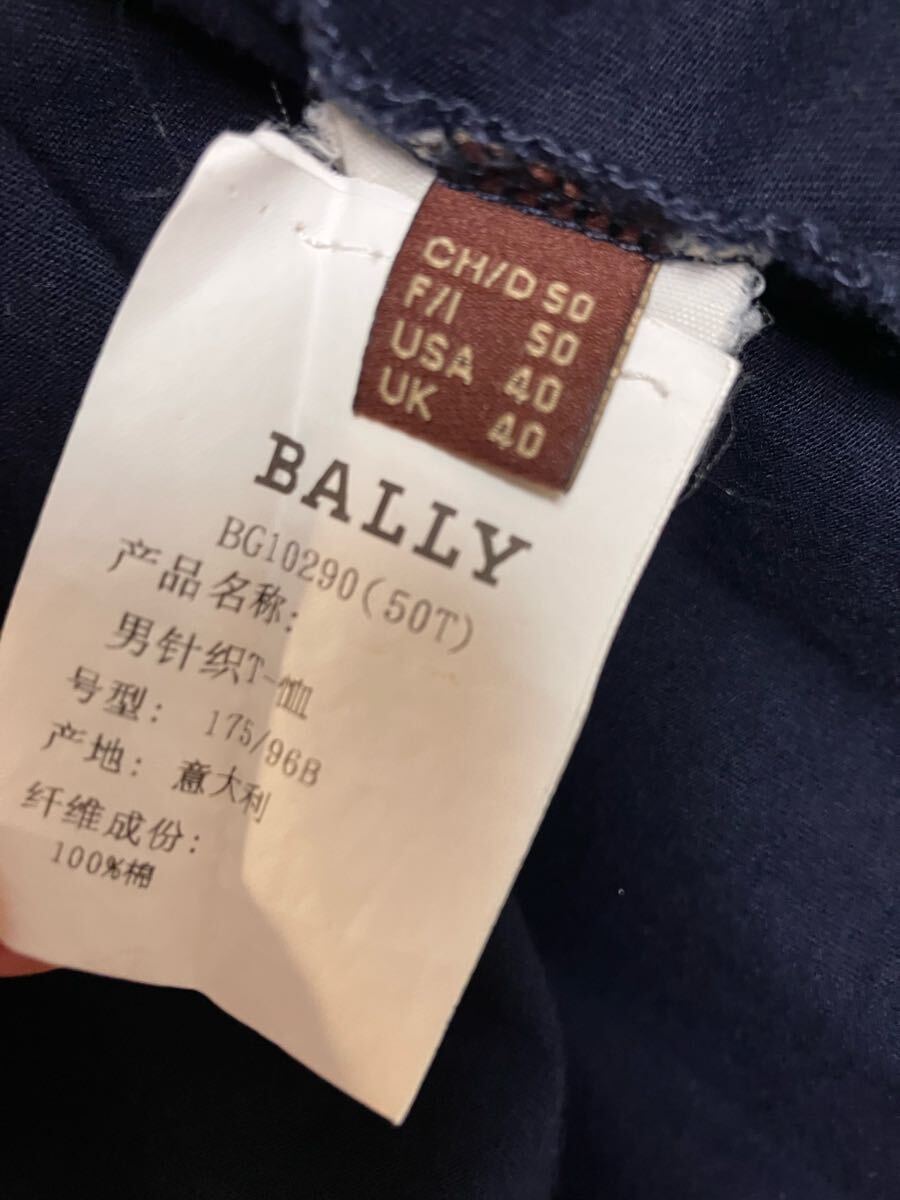 CH/D 50
F/I 50
USA 40
UK 40
BALLY
BG10290(50T)
产品名称:
男针织T-恤
号型: 175/96B
产地: 意大利
纤维成份:
100%棉